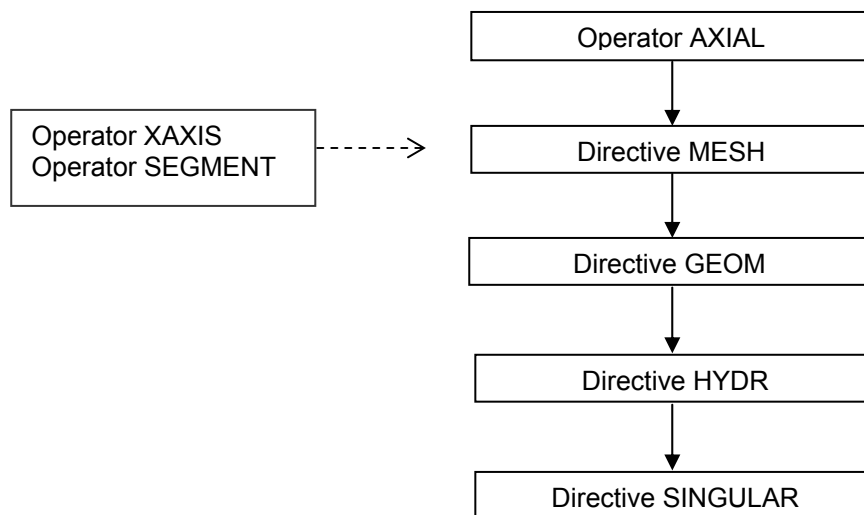 Operator AXIAL
Operator XAXIS
Operator SEGMENT
Directive MESH
Directive GEOM
Directive HYDR
Directive SINGULAR